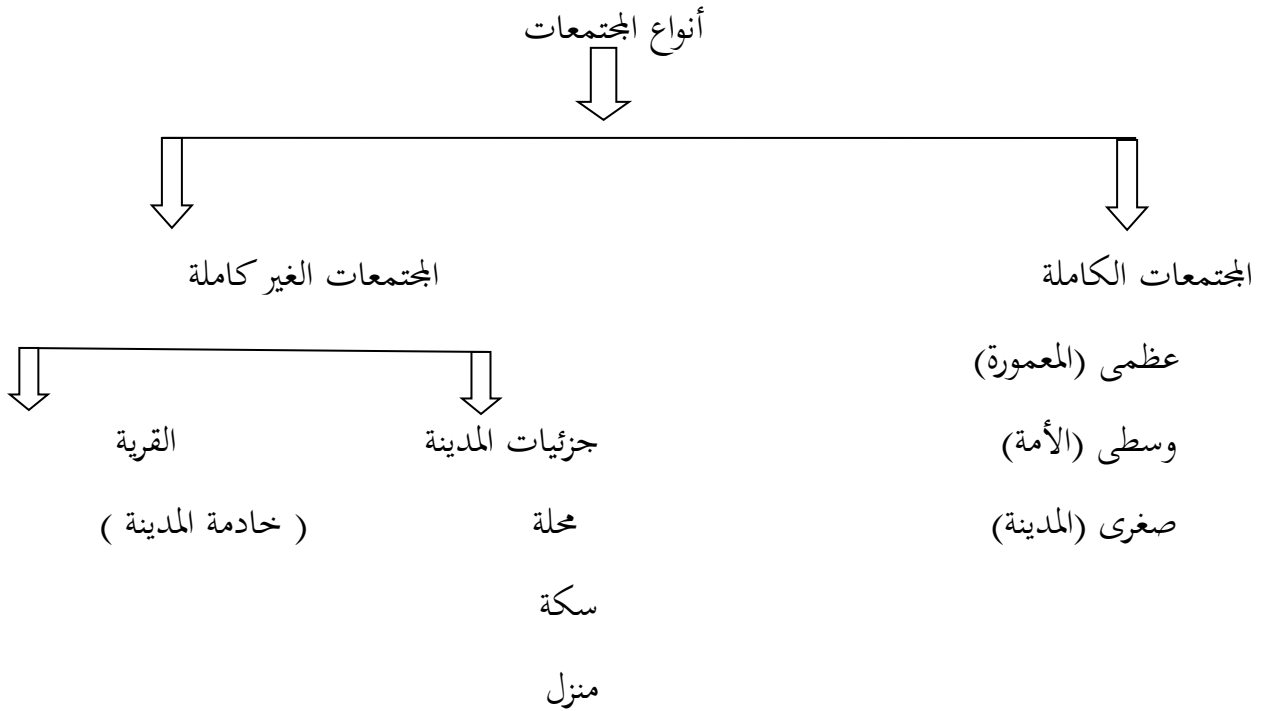 أنواع المجتمعات
المجتمعات الكاملة
المجتمعات الغير كاملة
عظمى (المعمورة)
وسطى (الأمة)
جزئيات المدينة
القرية
صغرى (المدينة)
محلة
( خادمة المدينة )
سكة
منزل